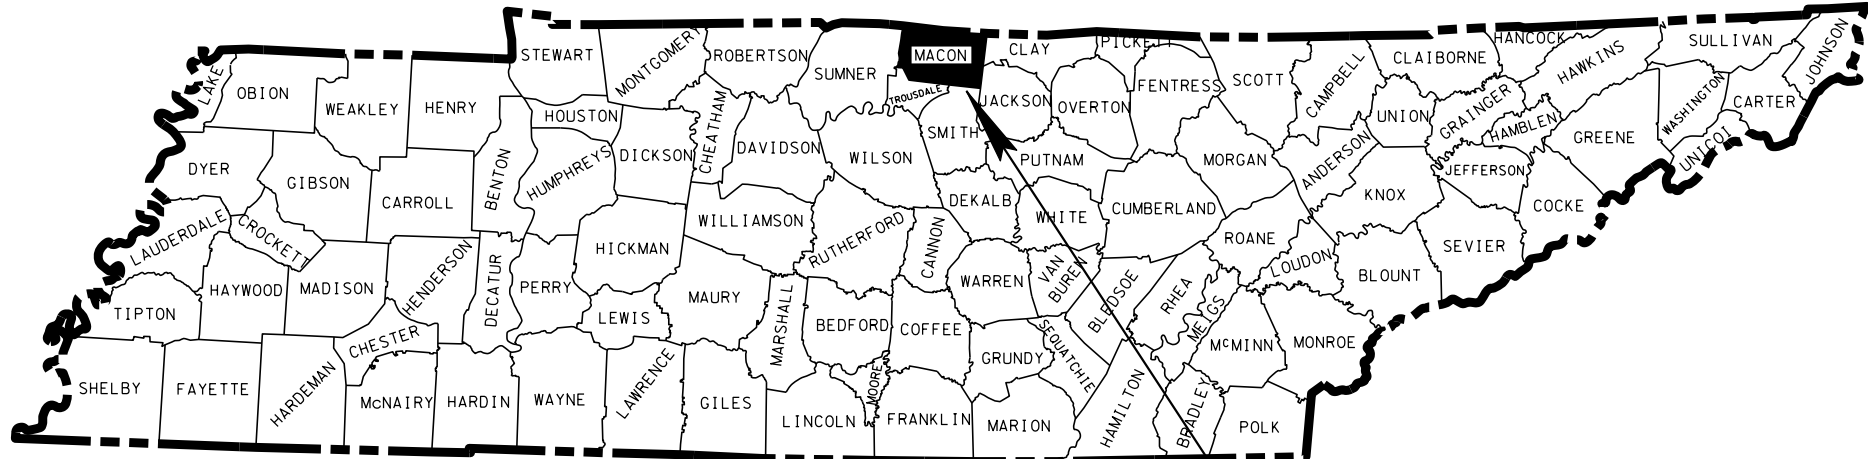 STEWART
MONTGOMERY
ROBERTSON
SUMNER
MACON
CLAY
PICKETT
SCOTT
CAMPBELL
CLAIBORNE
HANCOCK
HAWKINS
SULLIVAN
JOHNSON
LAKE
OBION
WEAKLEY
HENRY
HOUSTON
CHEATHAM
TROUSDALE
JACKSON
OVERTON
FENTRESS
UNION
GRAINGER
HAMBLEN
WASHINGTON
CARTER
UNICOI
GREENE
DYER
GIBSON
CARROLL
BENTON
HUMPHREYS
DICKSON
DAVIDSON
WILSON
SMITH
PUTNAM
MORGAN
ANDERSON
KNOX
JEFFERSON
COCKE
LAUDERDALE
CROCKETT
HENDERSON
DECATUR
PERRY
HICKMAN
WILLIAMSON
RUTHERFORD
CANNON
DEKALB
WHITE
CUMBERLAND
ROANE
LOUDON
BLOUNT
SEVIER
TIPTON
HAYWOOD
MADISON
CHESTER
LEWIS
MAURY
MARSHALL
BEDFORD
COFFEE
WARREN
VAN
BUREN
BLEDSOE
RHEA
MEIGS
McMINN
MONROE
SHELBY
FAYETTE
HARDEMAN
McNAIRY
HARDIN
WAYNE
LAWRENCE
GILES
LINCOLN
MOORE
FRANKLIN
GRUNDY
SEQUATCHIE
MARION
HAMILTON
BRADLEY
POLK